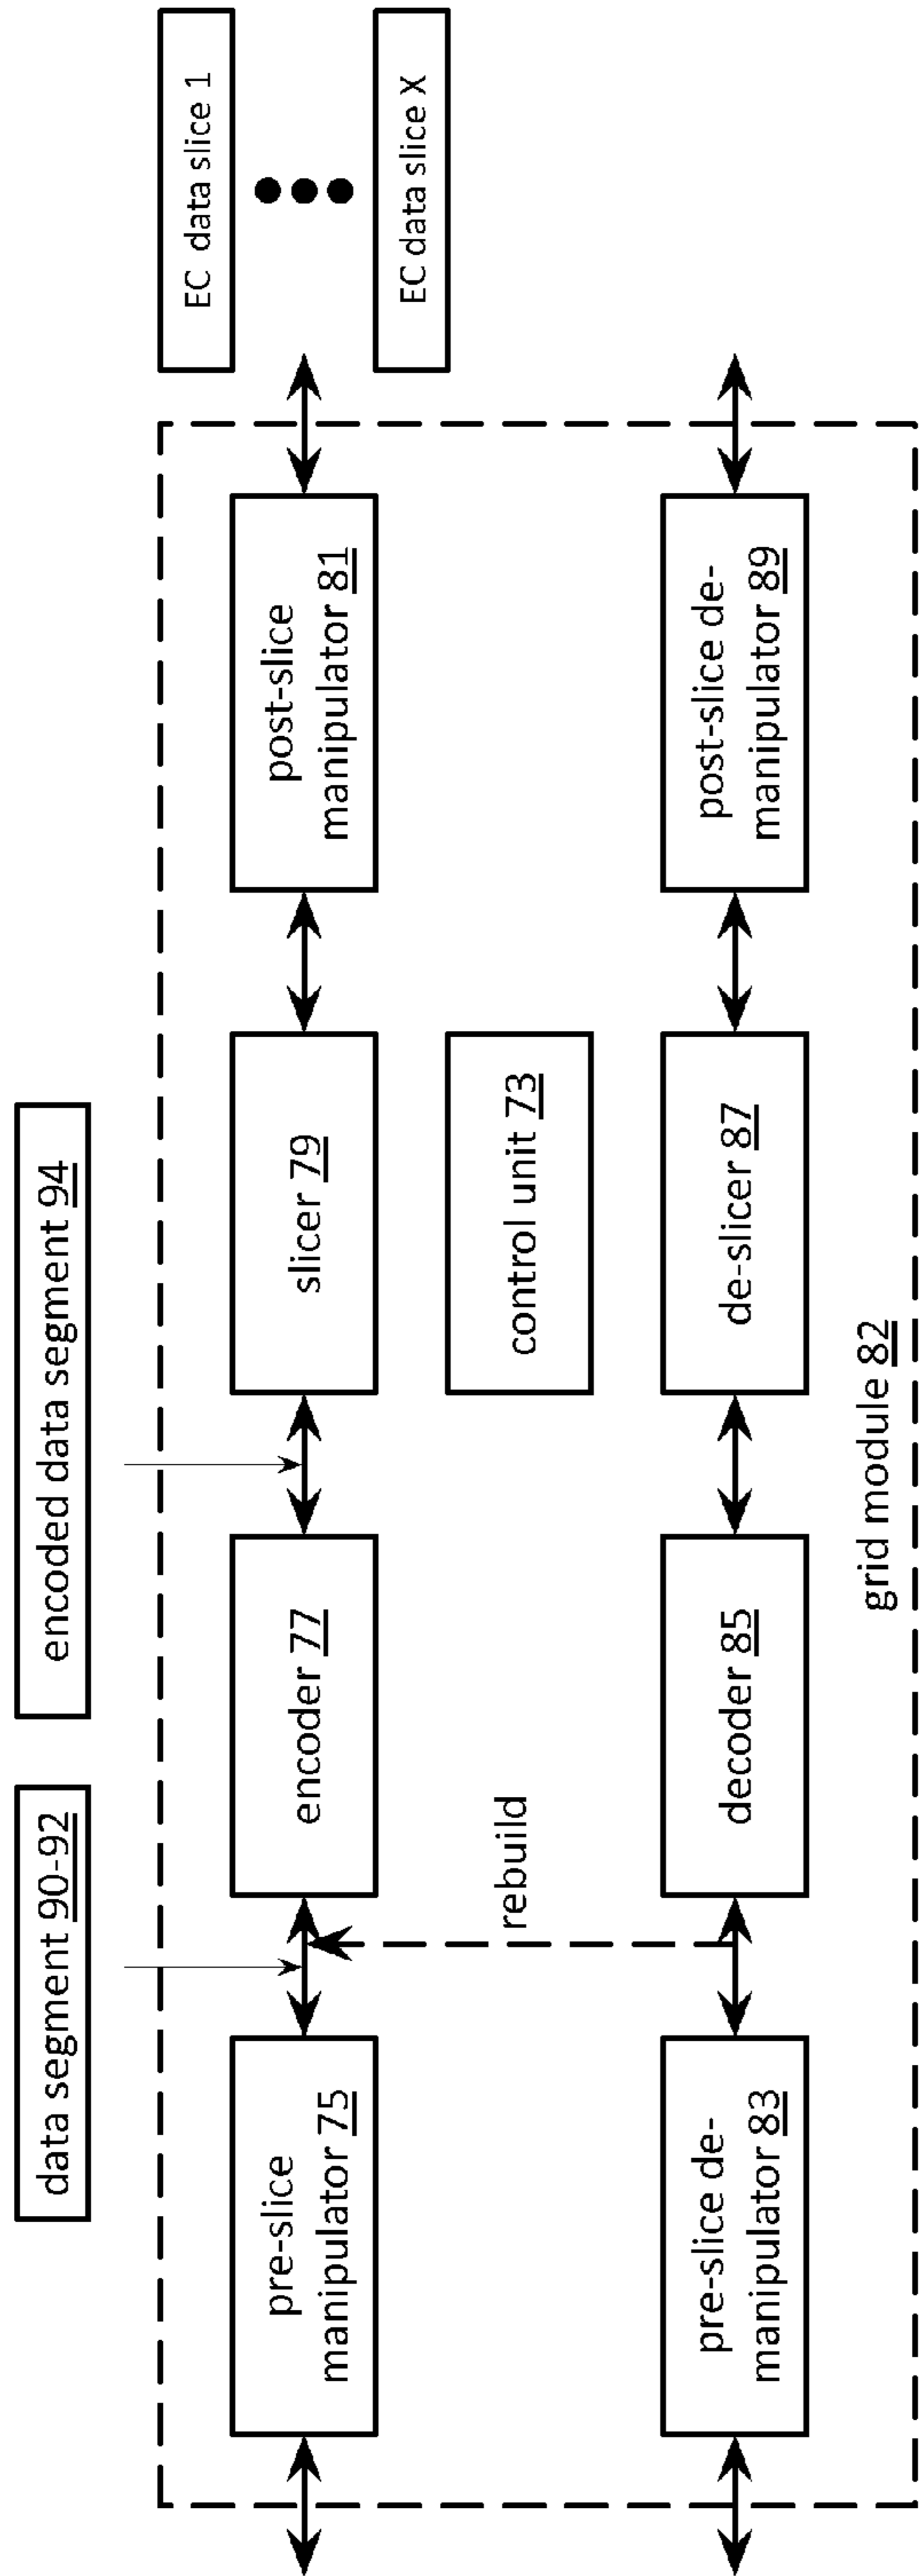 data segment 90-92
encoded data segment 94
EC data slice 1
EC data slice X
pre-slice
manipulator 75
encoder 77
slicer 79
post-slice
manipulator 81
rebuild
control unit 73
pre-slice de-
manipulator 83
decoder 85
de-slicer 87
post-slice de-
manipulator 89
grid module 82